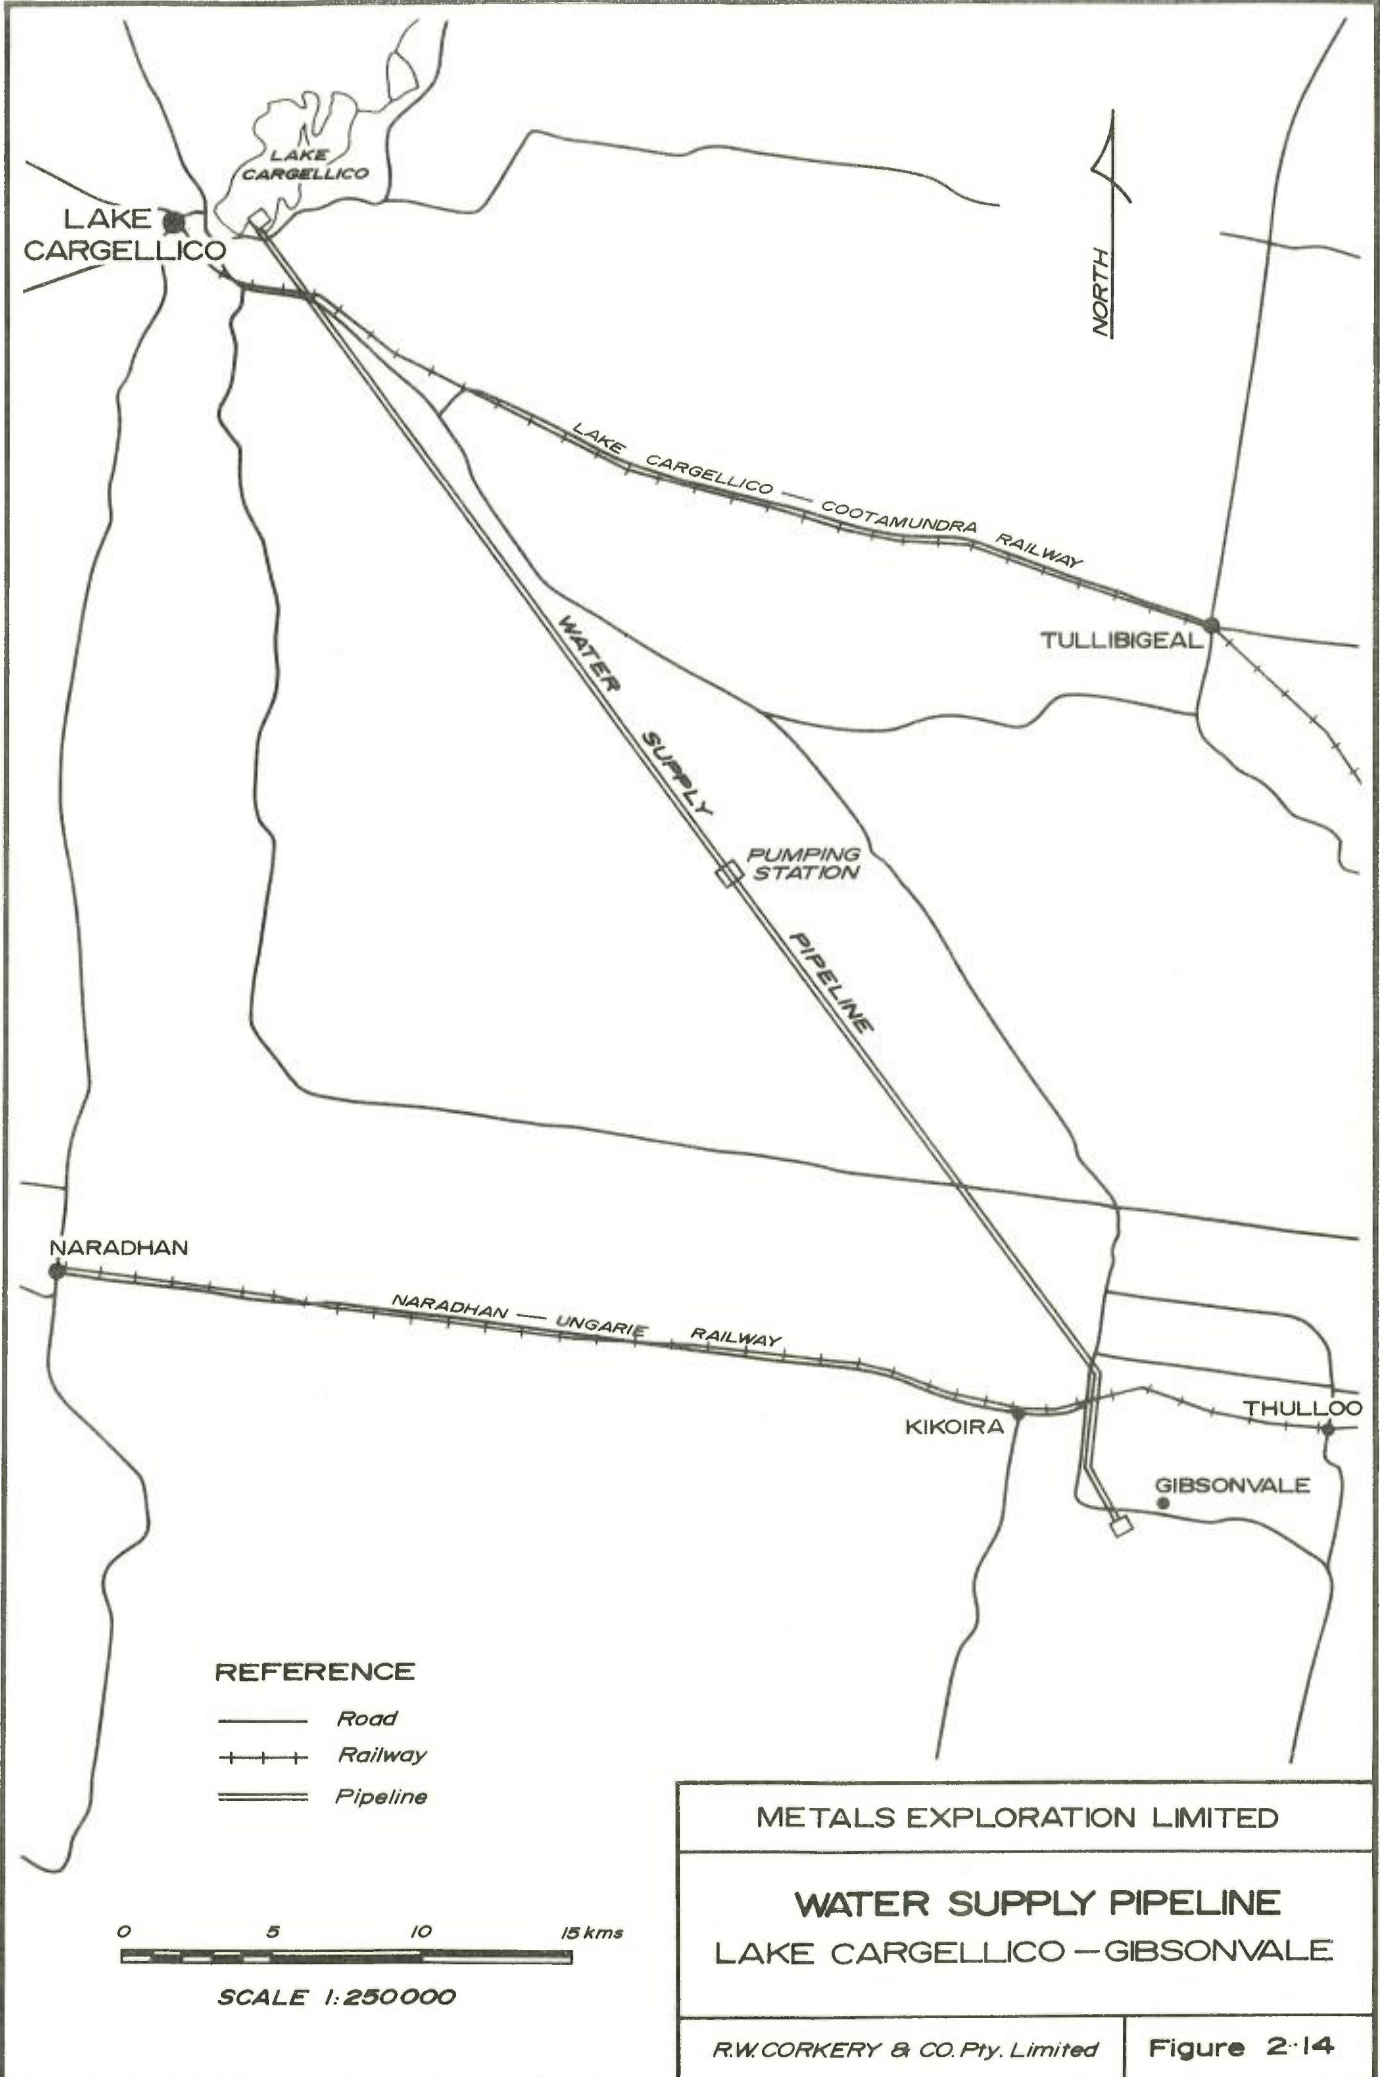 LAKE
CARGELLICO
LAKE
CARGELLICO
NORTH
LAKE CARGELLICO — COOTAMUNDRA RAILWAY
TULLIBIGEAL
WATER SUPPLY PIPELINE
PUMPING
STATION
NARADHAN
NARADHAN — UNGARIE RAILWAY
KIKOIRA
THULLOO
GIBSONVALE
REFERENCE
Road
Railway
Pipeline
0 5 10 15 kms
SCALE 1:250000
METALS EXPLORATION LIMITED
WATER SUPPLY PIPELINE
LAKE CARGELLICO — GIBSONVALE
R.W. CORKERY & CO. Pty. Limited
Figure 2·14